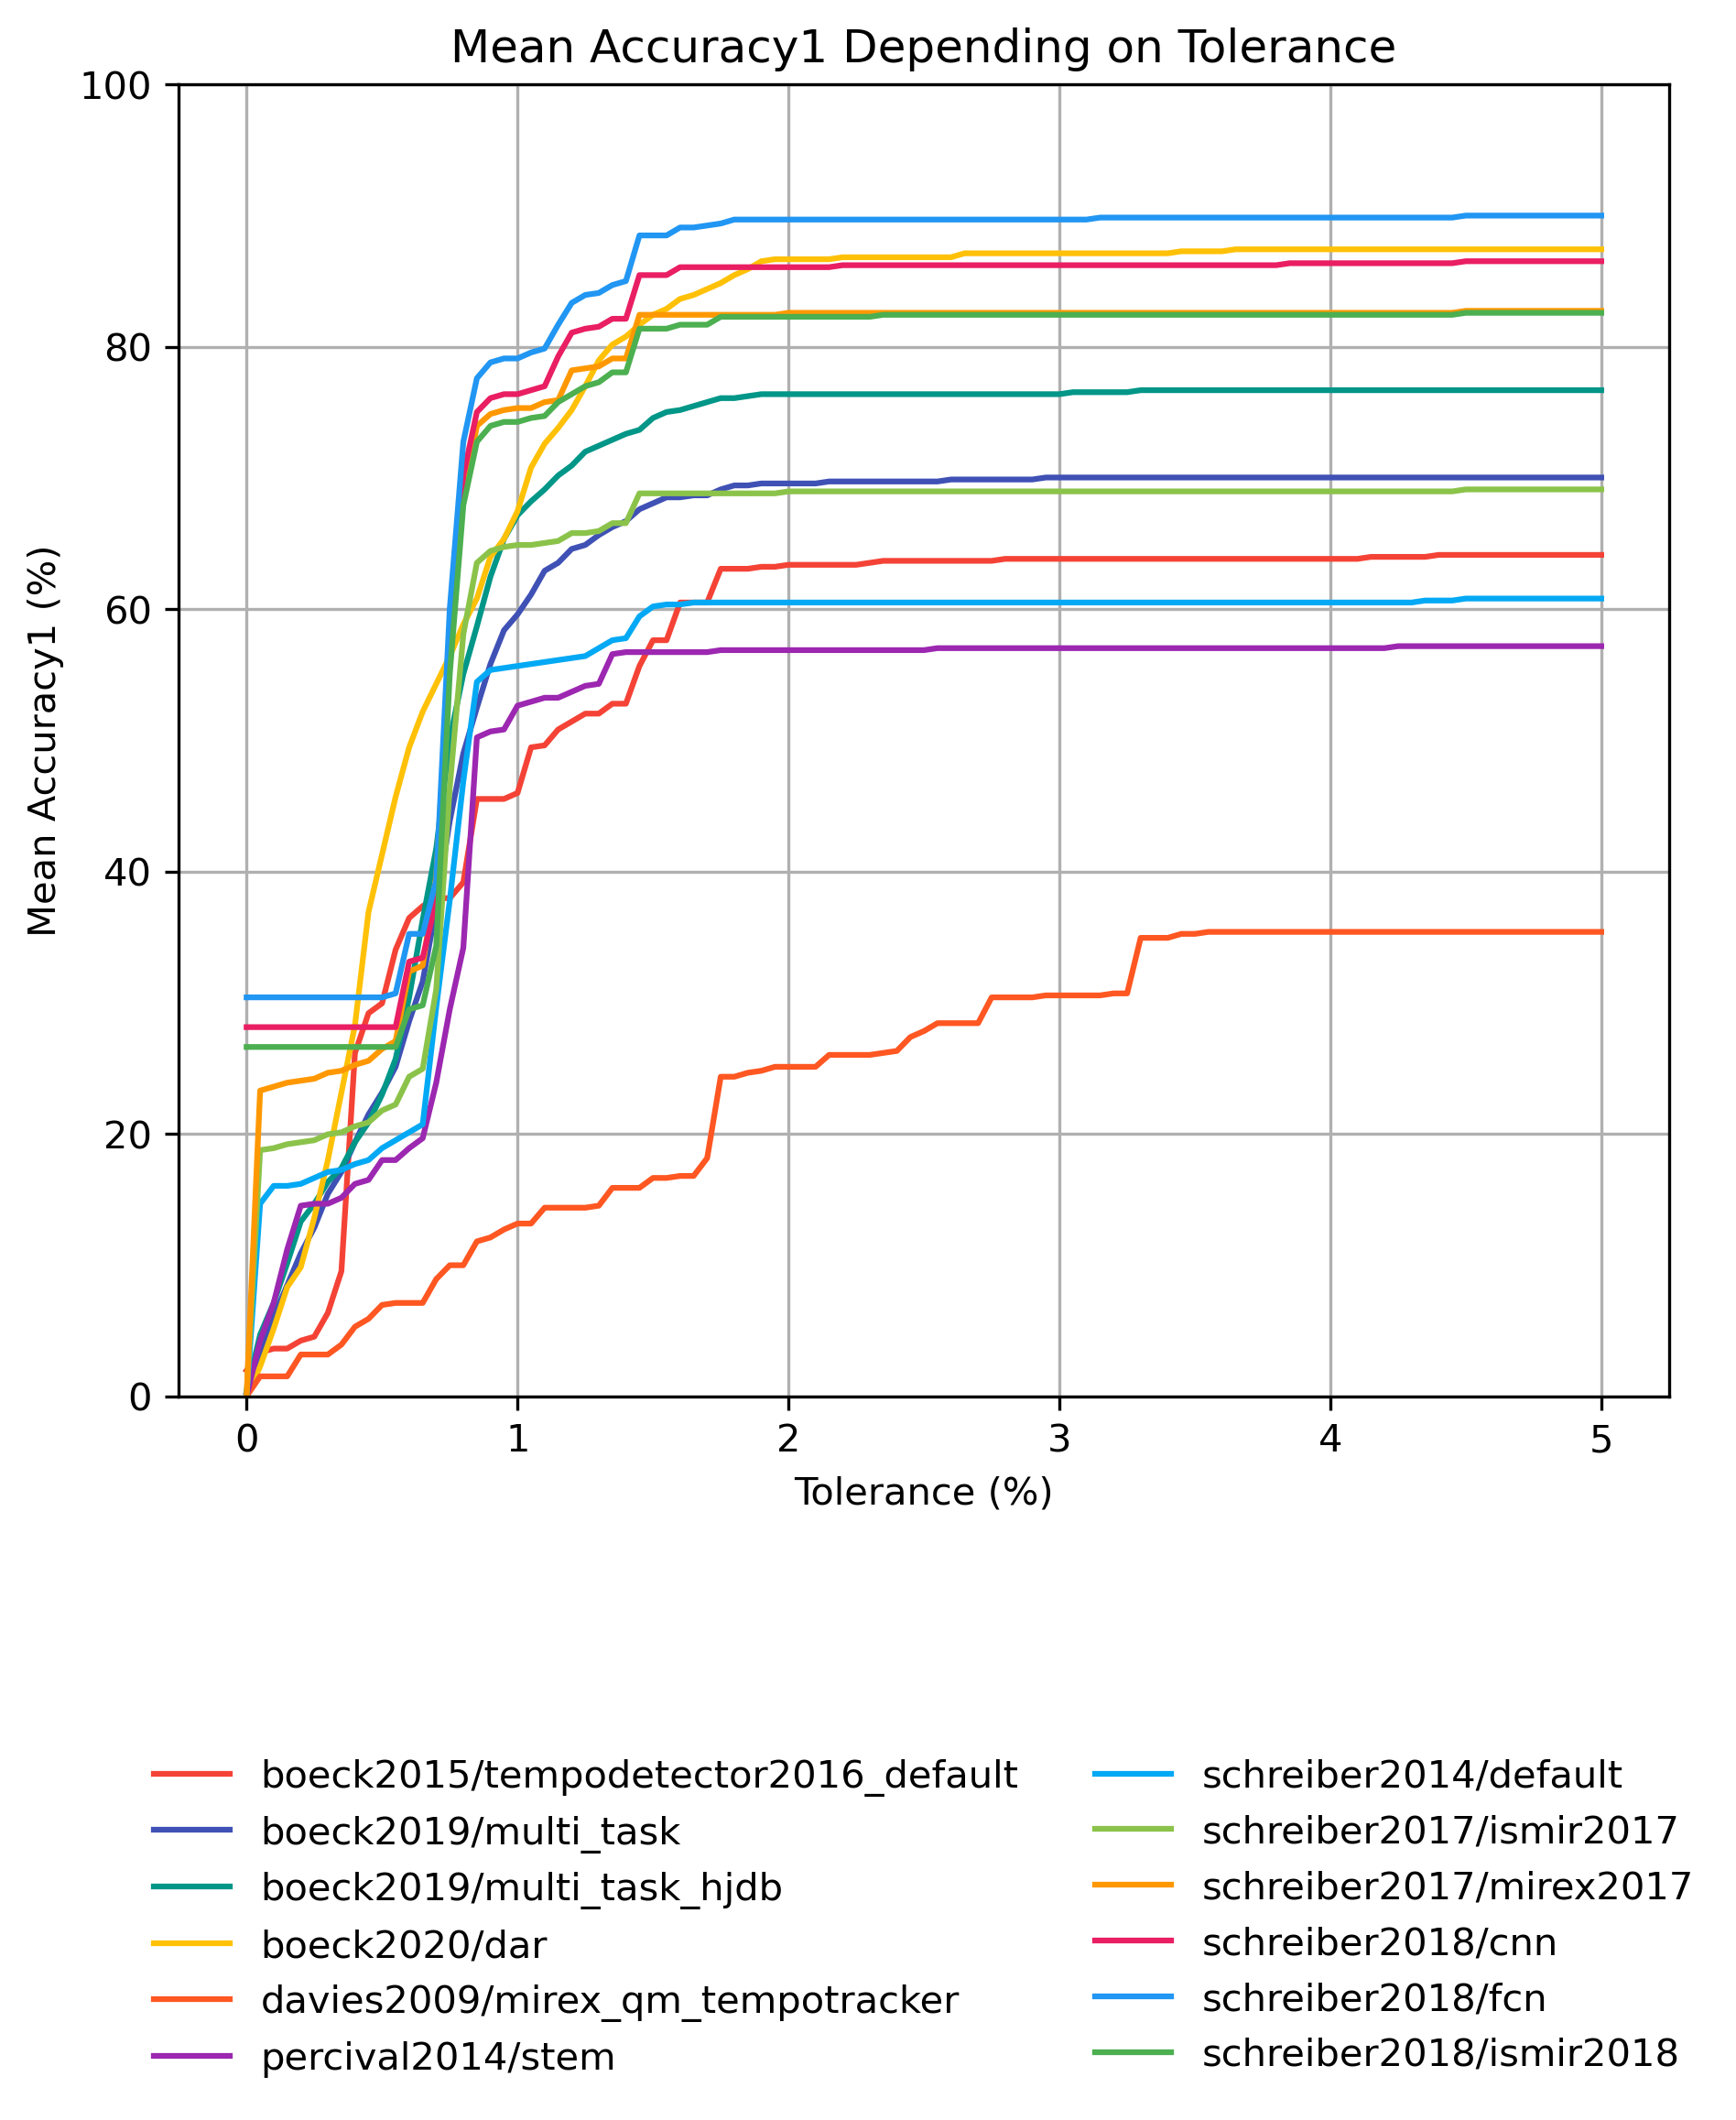 Mean Accuracy1 Depending on Tolerance
100
80
60
40
20
0
Mean Accuracy1 (%)
0 1 2 3 4 5
Tolerance (%)
boeck2015/tempodetector2016_default
boeck2019/multi_task
boeck2019/multi_task_hjdb
boeck2020/dar
davies2009/mirex_qm_tempotracker
percival2014/stem
schreiber2014/default
schreiber2017/ismir2017
schreiber2017/mirex2017
schreiber2018/cnn
schreiber2018/fcn
schreiber2018/ismir2018